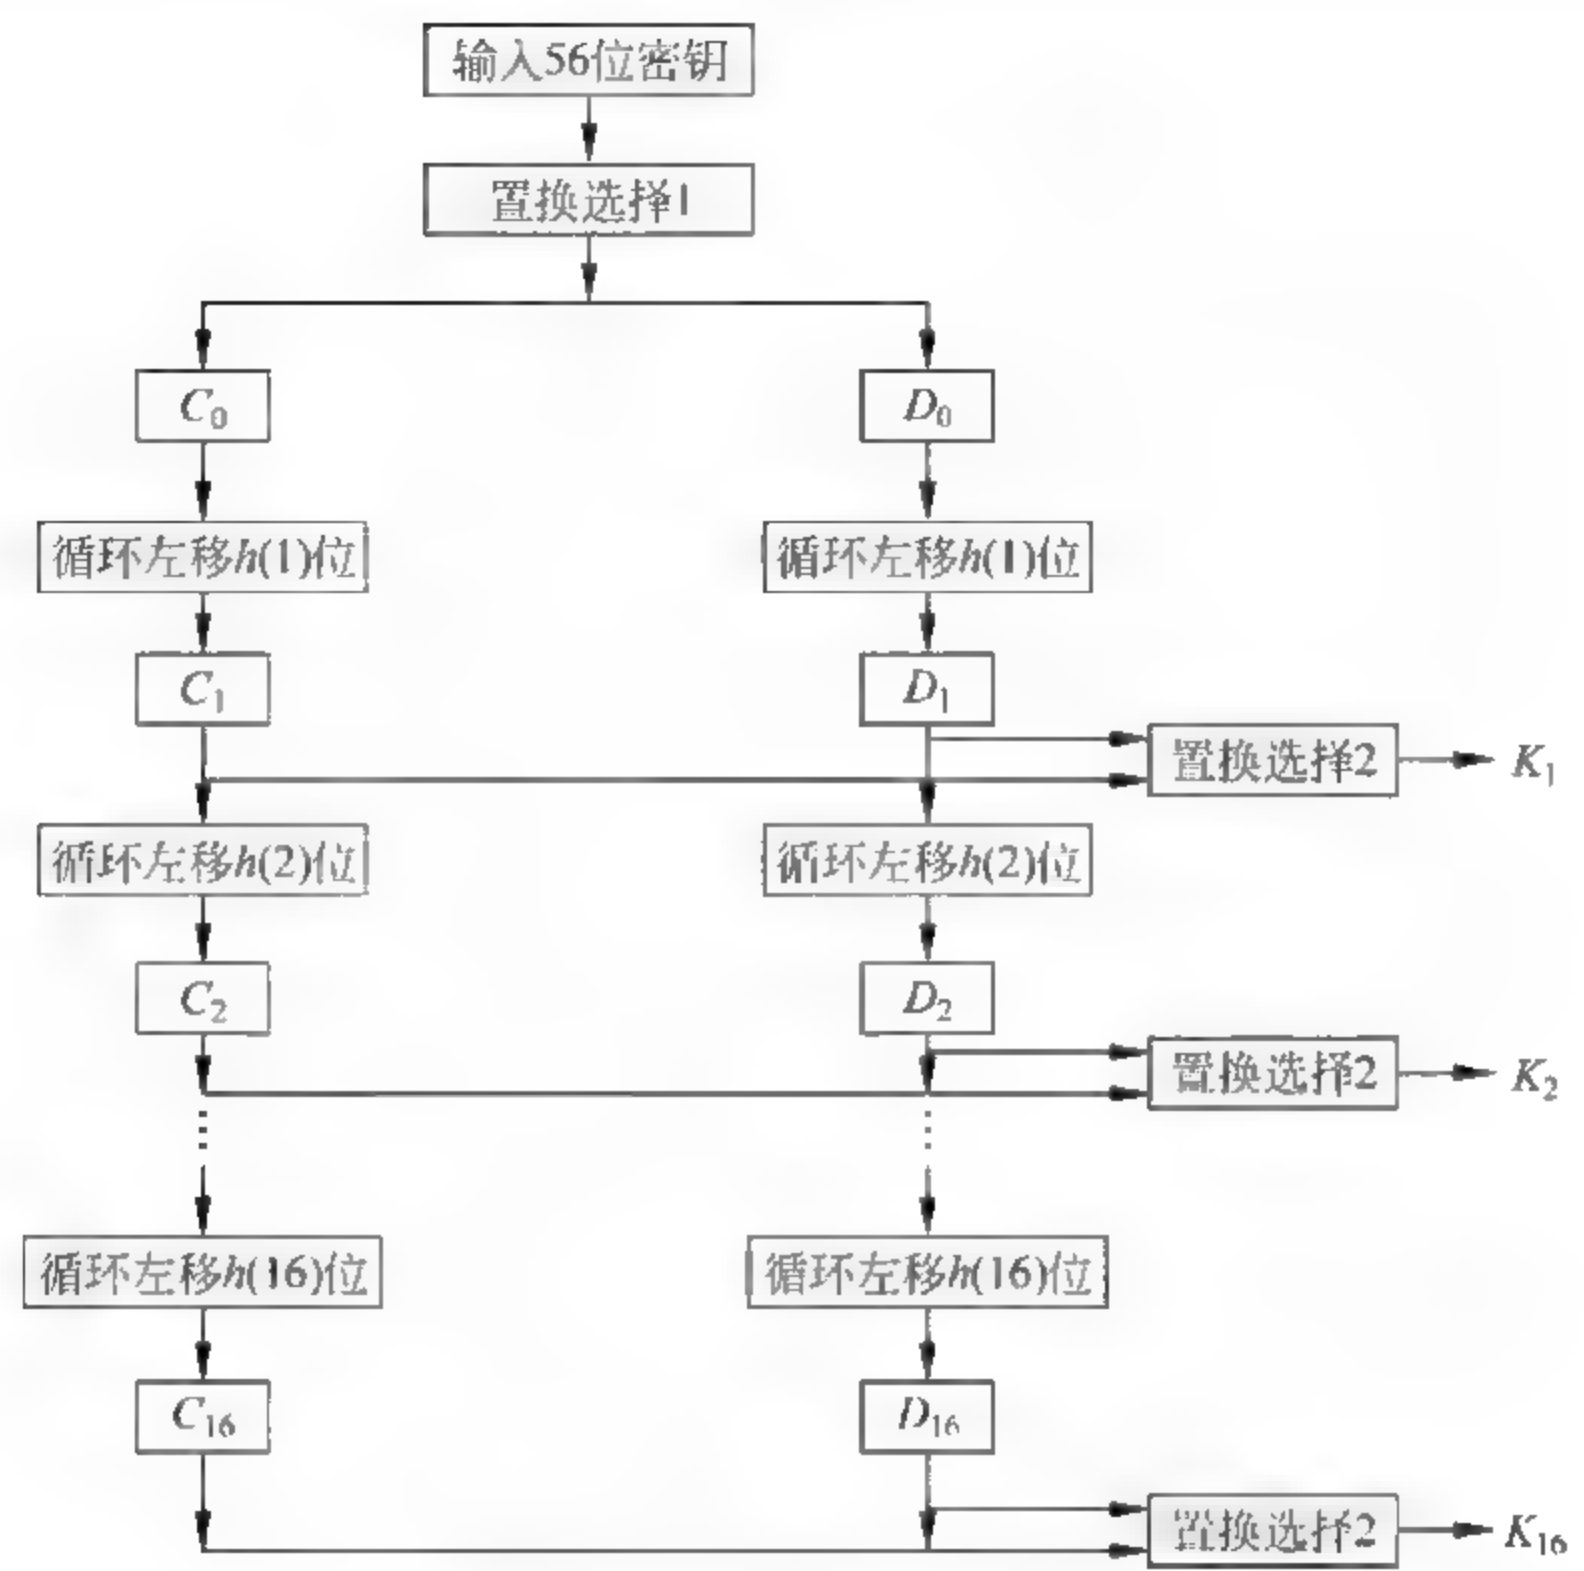 输入56位密钥
置换选择1
C0 D0
循环左移h(1)位 循环左移h(1)位
C1 D1
置换选择2 K1
循环左移h(2)位 循环左移h(2)位
C2 D2
置换选择2 K2
循环左移h(16)位 循环左移h(16)位
C16 D16
置换选择2 K16